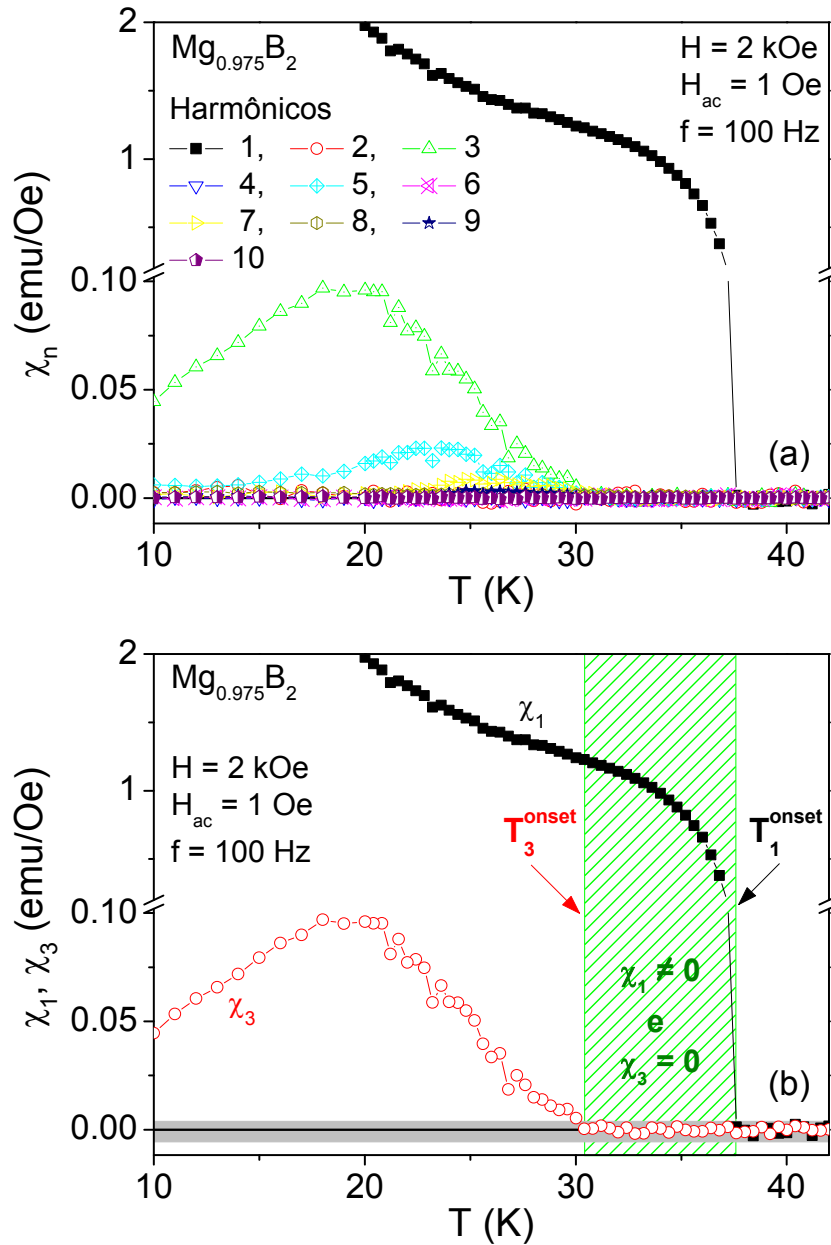 Mg0.975B2
H = 2 kOe
Hac = 1 Oe
f = 100 Hz
Harmônicos
1, 2, 3
4, 5, 6
7, 8, 9
10
2
1
0.10
0.05
0.00
χn (emu/Oe)
(a)
10 20 30 40
T (K)
Mg0.975B2
χ1
H = 2 kOe
Hac = 1 Oe
f = 100 Hz
T3onset
T1onset
χ1 ≠ 0
e
χ3 = 0
χ3
2
1
0.10
0.05
0.00
χ1, χ3 (emu/Oe)
(b)
10 20 30 40
T (K)